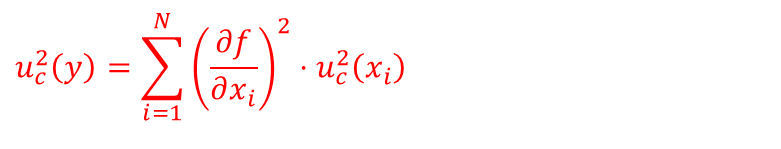 $u_c^2(y) = \sum_{i=1}^{N} \left( \frac{\partial f}{\partial x_i} \right)^2 \cdot u_c^2(x_i)$